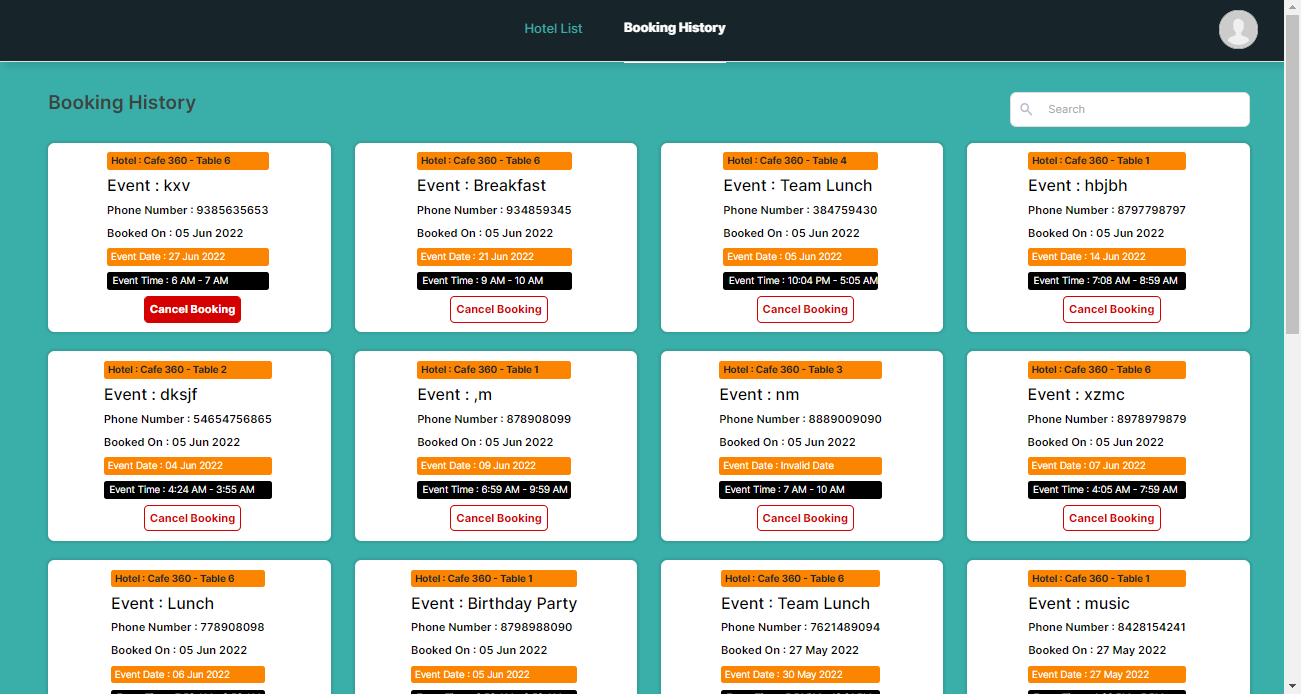 Hotel List
Booking History
Booking History
Search
Hotel : Cafe 360 - Table 6
Event : kxv
Phone Number : 9385635653
Booked On : 05 Jun 2022
Event Date : 27 Jun 2022
Event Time : 6 AM - 7 AM
Cancel Booking
Hotel : Cafe 360 - Table 6
Event : Breakfast
Phone Number : 934859345
Booked On : 05 Jun 2022
Event Date : 21 Jun 2022
Event Time : 9 AM - 10 AM
Cancel Booking
Hotel : Cafe 360 - Table 4
Event : Team Lunch
Phone Number : 384759430
Booked On : 05 Jun 2022
Event Date : 05 Jun 2022
Event Time : 10:04 PM - 5:05 AM
Cancel Booking
Hotel : Cafe 360 - Table 1
Event : hbjbh
Phone Number : 8797798797
Booked On : 05 Jun 2022
Event Date : 14 Jun 2022
Event Time : 7:08 AM - 8:59 AM
Cancel Booking
Hotel : Cafe 360 - Table 2
Event : dksjf
Phone Number : 54654756865
Booked On : 05 Jun 2022
Event Date : 04 Jun 2022
Event Time : 4:24 AM - 3:55 AM
Cancel Booking
Hotel : Cafe 360 - Table 1
Event : ,m
Phone Number : 878908099
Booked On : 05 Jun 2022
Event Date : 09 Jun 2022
Event Time : 6:59 AM - 9:59 AM
Cancel Booking
Hotel : Cafe 360 - Table 3
Event : nm
Phone Number : 8889009090
Booked On : 05 Jun 2022
Event Date : Invalid Date
Event Time : 7 AM - 10 AM
Cancel Booking
Hotel : Cafe 360 - Table 6
Event : xzmc
Phone Number : 8978979879
Booked On : 05 Jun 2022
Event Date : 07 Jun 2022
Event Time : 4:05 AM - 7:59 AM
Cancel Booking
Hotel : Cafe 360 - Table 6
Event : Lunch
Phone Number : 778908098
Booked On : 05 Jun 2022
Event Date : 06 Jun 2022
Hotel : Cafe 360 - Table 1
Event : Birthday Party
Phone Number : 8798988090
Booked On : 05 Jun 2022
Event Date : 05 Jun 2022
Hotel : Cafe 360 - Table 6
Event : Team Lunch
Phone Number : 7621489094
Booked On : 27 May 2022
Event Date : 30 May 2022
Hotel : Cafe 360 - Table 1
Event : music
Phone Number : 8428154241
Booked On : 27 May 2022
Event Date : 27 May 2022